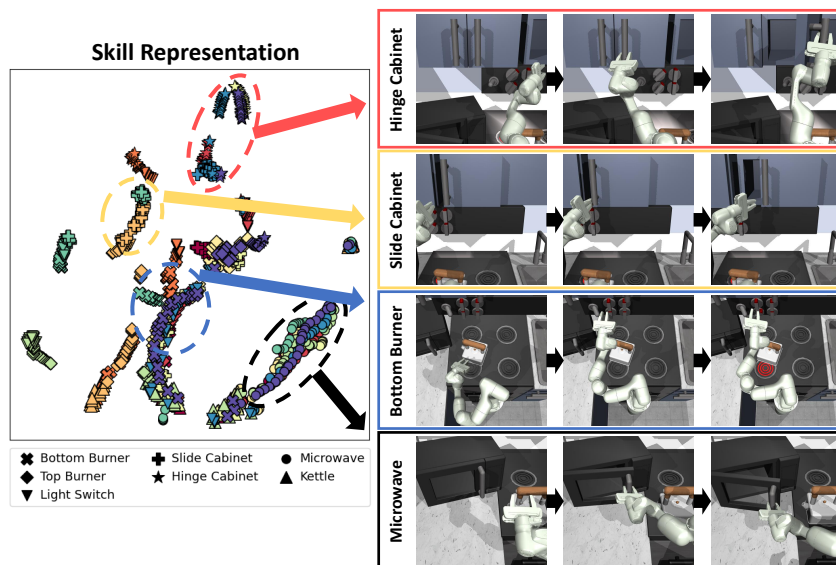 Skill Representation
Bottom Burner
Slide Cabinet
Microwave
Top Burner
Hinge Cabinet
Kettle
Light Switch
Hinge Cabinet
Slide Cabinet
Bottom Burner
Microwave